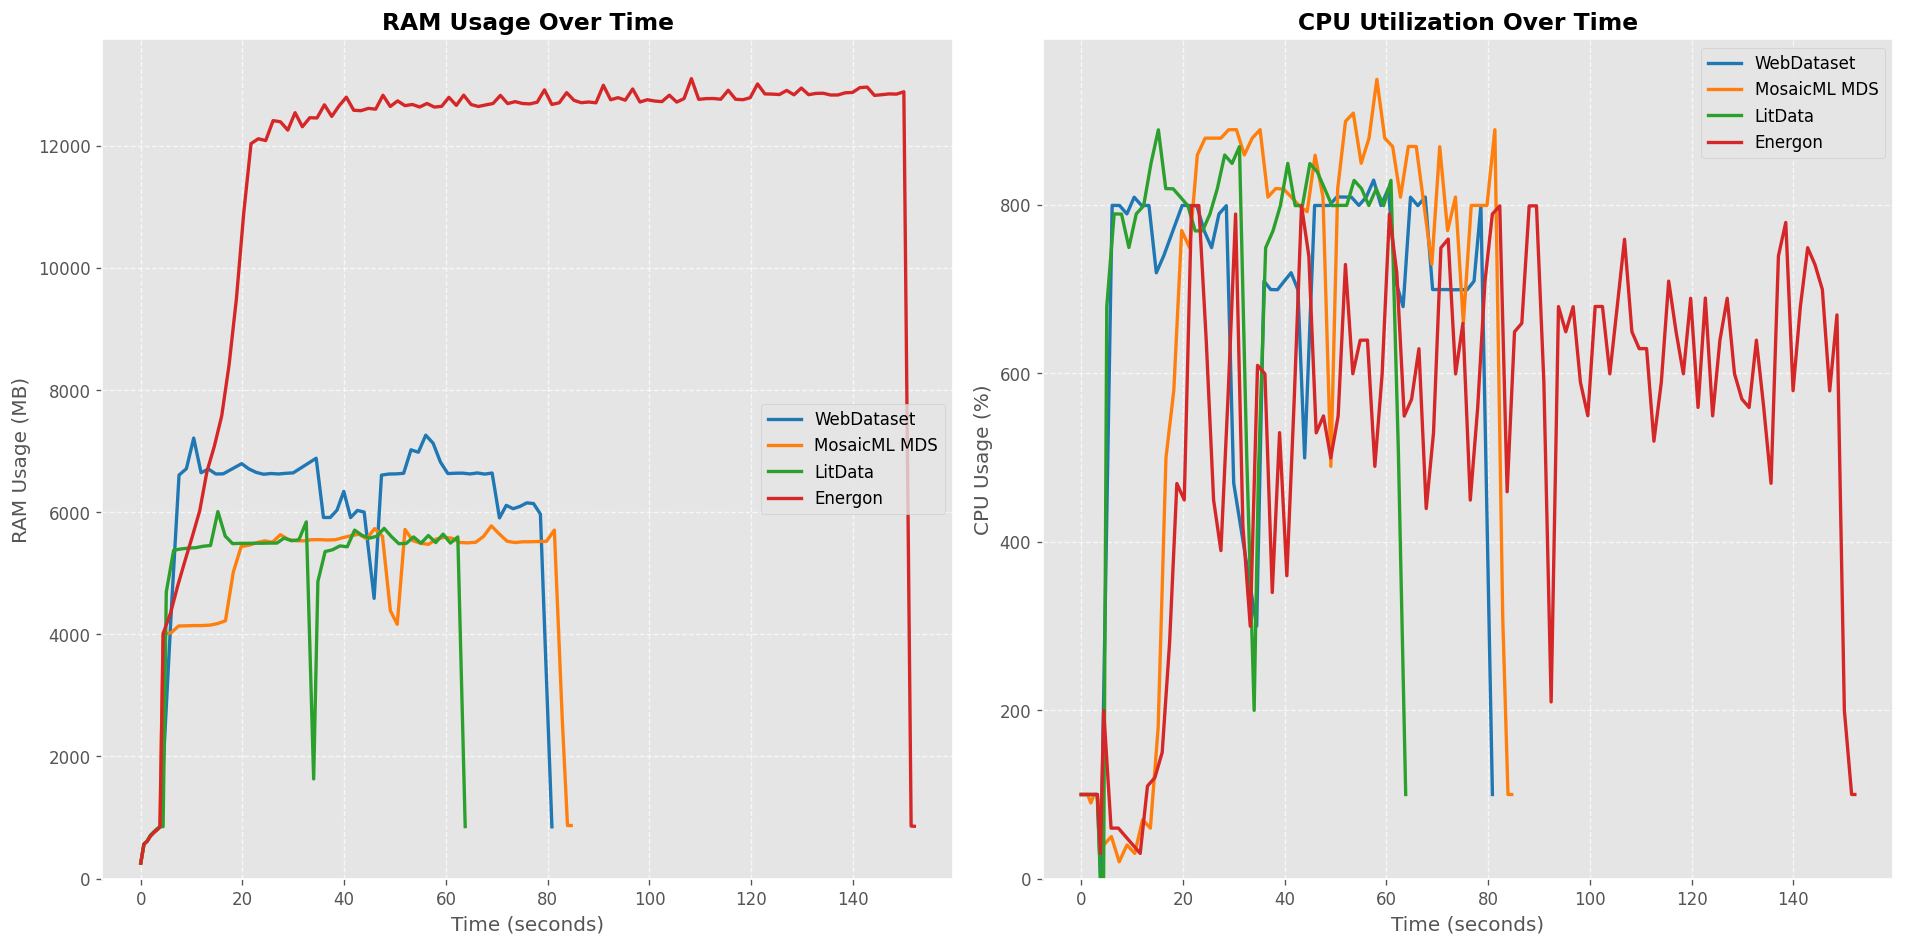 RAM Usage Over Time
RAM Usage (MB)
12000
10000
8000
6000
4000
2000
0
WebDataset
MosaicML MDS
LitData
Energon
0 20 40 60 80 100 120 140
Time (seconds)
CPU Utilization Over Time
CPU Usage (%)
800
600
400
200
0
WebDataset
MosaicML MDS
LitData
Energon
0 20 40 60 80 100 120 140
Time (seconds)